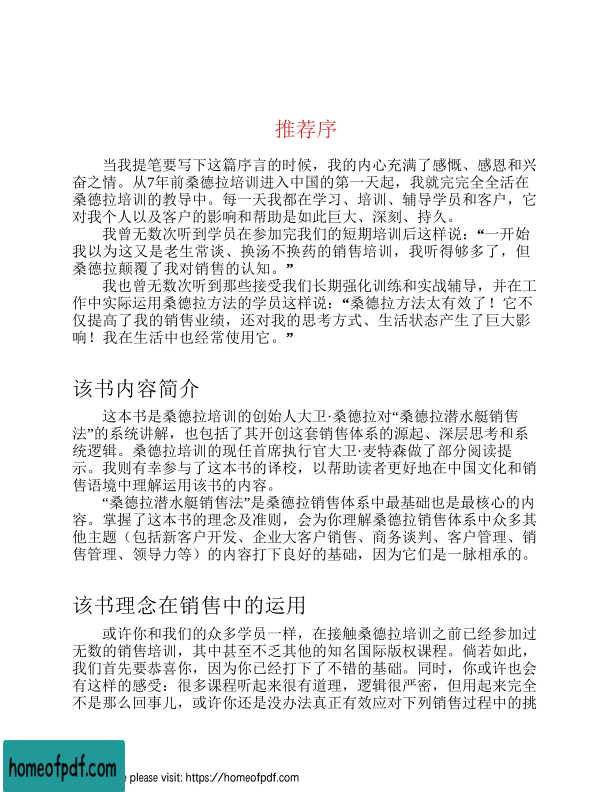 推荐序
当我提笔要写下这篇序言的时候，我的内心充满了感慨、感恩和兴
奋之情。从7年前桑德拉培训进入中国的第一天起，我就完完全全活在
桑德拉培训的教导中。每一天我都在学习、培训、辅导学员和客户，它
对我个人以及客户的影响和帮助是如此巨大、深刻、持久。
我曾无数次听到学员在参加完我们的短期培训后这样说：“一开始
我以为这又是老生常谈、换汤不换药的销售培训，我听得够多了，但
桑德拉颠覆了我对销售的认知。”
我也曾无数次听到那些接受我们长期强化训练和实战辅导，并在工
作中实际运用桑德拉方法的学员这样说：“桑德拉方法太有效了！它不
仅提高了我的销售业绩，还对我的思考方式、生活状态产生了巨大影
响！我在生活中也经常使用它。”
该书内容简介
这本书是桑德拉培训的创始人大卫·桑德拉对“桑德拉潜水艇销售
法”的系统讲解，也包括了其开创这套销售体系的源起、深层思考和系
统逻辑。桑德拉培训的现任首席执行官大卫·麦特森做了部分阅读提
示。我则有幸参与了这本书的译校，以帮助读者更好地在中国文化和销
售语境中理解运用该书的内容。
“桑德拉潜水艇销售法”是桑德拉销售体系中最基础也是最核心的内
容。掌握了这本书的理念及准则，会为你理解桑德拉销售体系中众多其
他主题（包括新客户开发、企业大客户销售、商务谈判、客户管理、销
售管理、领导力等）的内容打下良好的基础，因为它们是一脉相承的。
该书理念在销售中的运用
或许你和我们的众多学员一样，在接触桑德拉培训之前已经参加过
无数的销售培训，其中甚至不乏其他的知名国际版权课程。倘若如此，
我们首先要恭喜你，因为你已经打下了不错的基础。同时，你或许也会
有这样的感受：很多课程听起来很有道理，逻辑很严密，但用起来完全
不是那么回事儿，或许你还是没办法真正有效应对下列销售过程中的挑
homeofpdf.com
e please visit: https://homeofpdf.com